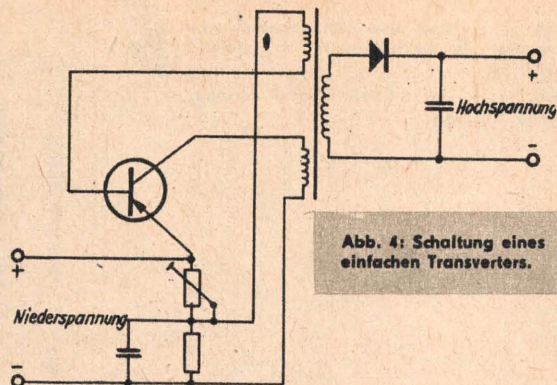 +
Hochspannung
−
Abb. 4: Schaltung eines
einfachen Transverters.
+
Niederspannung
−